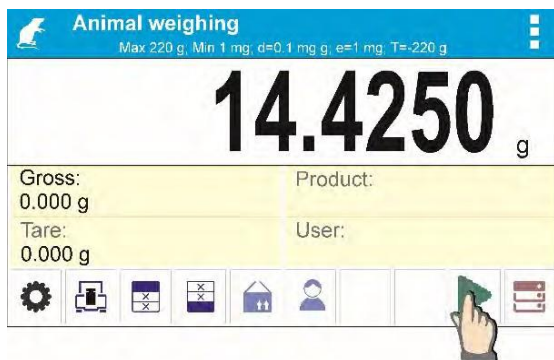 Animal weighing
Max 220 g; Min 1 mg; d=0.1 mg g; e=1 mg; T=-220 g
14.4250 g
Gross:
0.000 g
Product:
Tare:
0.000 g
User: